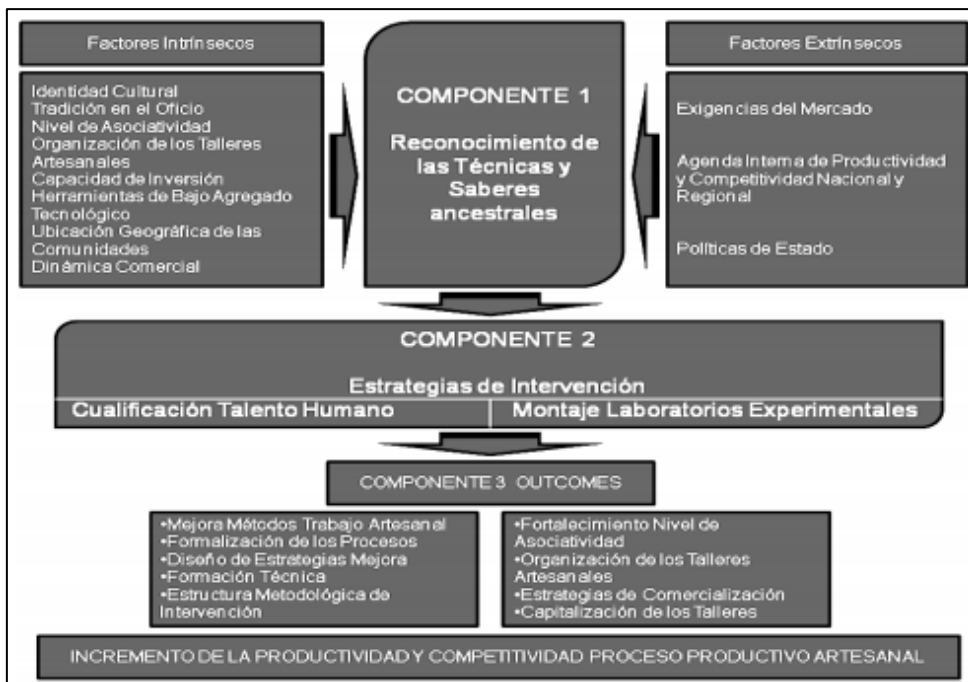 Factores Intrínsecos
Identidad Cultural
Tradición en el Oficio
Nivel de Asociatividad
Organización de los Talleres
Artesanales
Capacidad de Inversión
Herramientas de Bajo Agregado
Tecnológico
Ubicación Geográfica de las
Comunidades
Dinámica Comercial
COMPONENTE 1
Reconocimiento de
las Técnicas y
Saberes
ancestrales
Factores Extrínsecos
Exigencias del Mercado
Agenda Interna de Productividad
y Competitividad Nacional y
Regional
Políticas de Estado
COMPONENTE 2
Estrategias de Intervención
Cualificación Talento Humano
Montaje Laboratorios Experimentales
COMPONENTE 3 OUTCOMES
•Mejora Métodos Trabajo Artesanal
•Formalización de los Procesos
•Diseño de Estrategias Mejora
•Formación Técnica
•Estructura Metodológica de
Intervención
•Fortalecimiento Nivel de
Asociatividad
•Organización de los Talleres
Artesanales
•Estrategias de Comercialización
•Capitalización de los Talleres
INCREMENTO DE LA PRODUCTIVIDAD Y COMPETITIVIDAD PROCESO PRODUCTIVO ARTESANAL